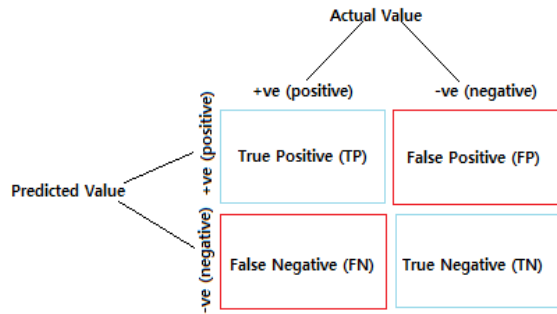 Actual Value
+ve (positive)
-ve (negative)
+ve (positive)
True Positive (TP)
False Positive (FP)
Predicted Value
-ve (negative)
False Negative (FN)
True Negative (TN)